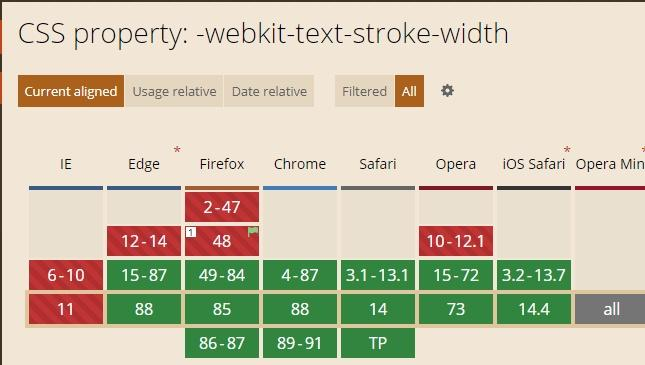 CSS property: -webkit-text-stroke-width
Current aligned Usage relative Date relative Filtered All
* * *
IE Edge Firefox Chrome Safari Opera iOS Safari Opera Min
2-47
12-14 1 48 10-12.1
6-10 15-87 49-84 4-87 3.1-13.1 15-72 3.2-13.7
11 88 85 88 14 73 14.4 all
86-87 89-91 TP